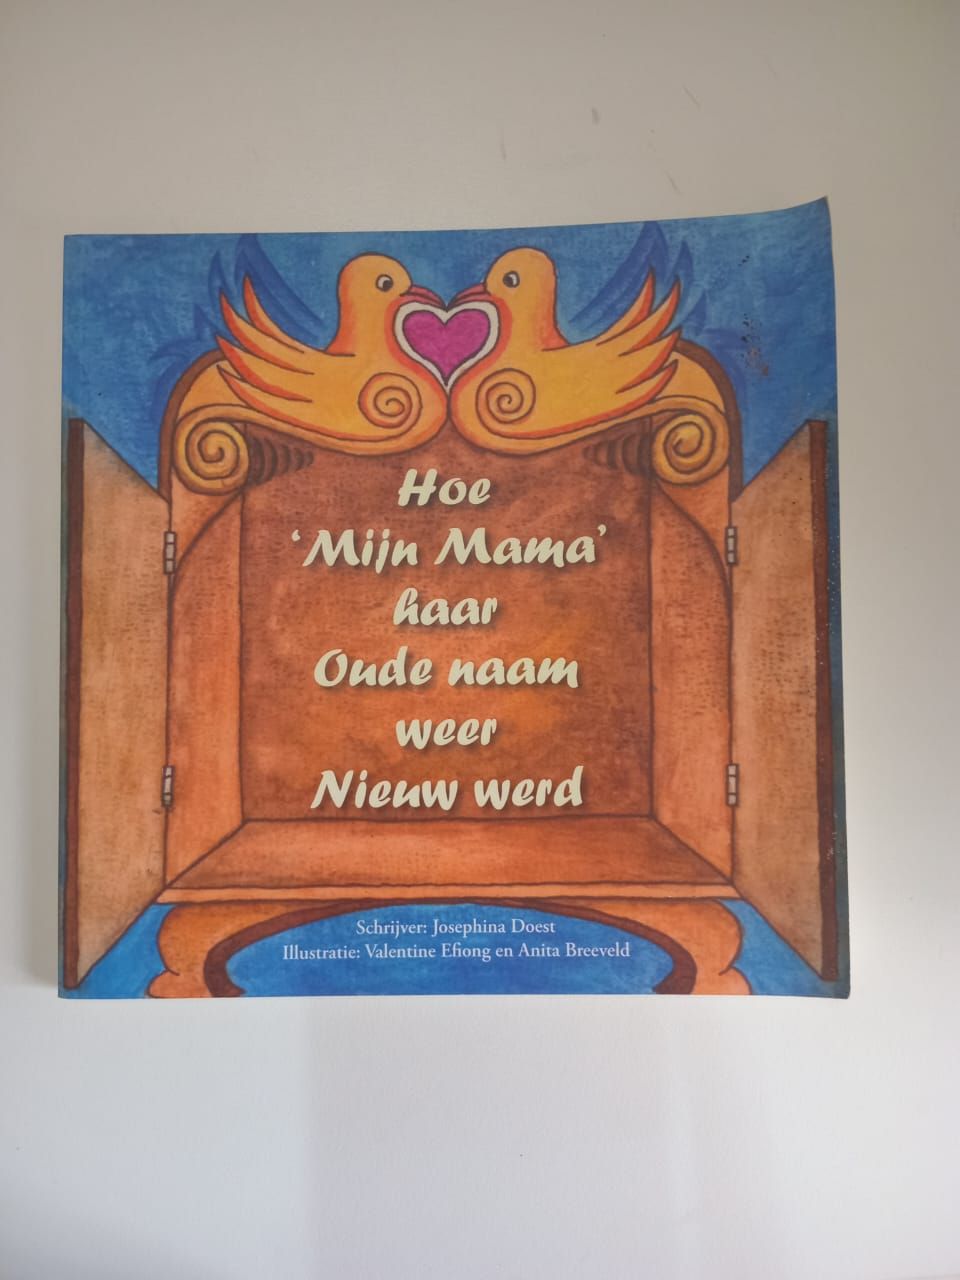 Hoe
‘Mijn Mama’
haar
Oude naam
weer
Nieuw werd
Schrijver: Josephina Doest
Illustratie: Valentine Efiong en Anita Breeveld